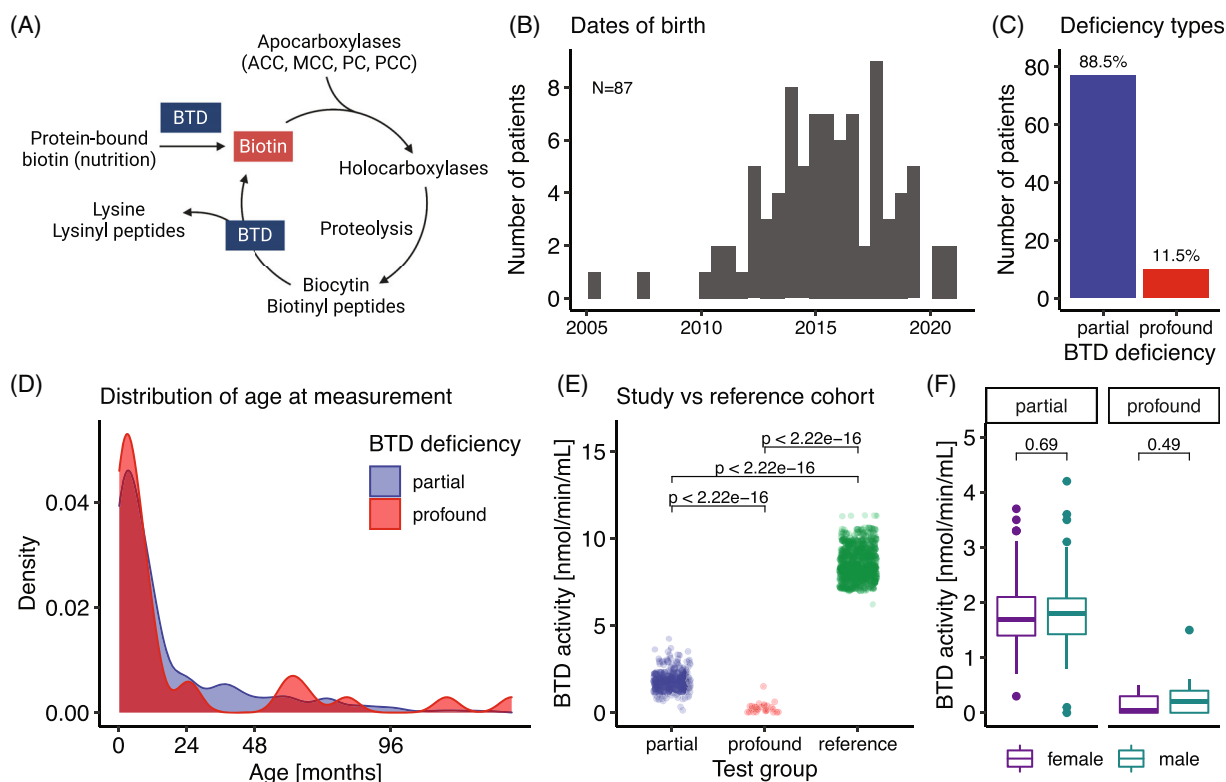 (A)
Apocarboxylases
(ACC, MCC, PC, PCC)
BTD
Protein-bound
biotin (nutrition)
Biotin
Holocarboxylases
Lysine
Lysinyl peptides
BTD
Proteolysis
Biocytin
Biotinyl peptides
(B) Dates of birth
N=87
Number of patients
8
6
4
2
0
2005 2010 2015 2020
(C) Deficiency types
Number of patients
80
60
40
20
0
88.5%
11.5%
partial profound
BTD deficiency
(D) Distribution of age at measurement
BTD deficiency
partial
profound
Density
0.04
0.02
0.00
0 24 48 96
Age [months]
(E) Study vs reference cohort
BTD activity [nmol/min/mL]
15
10
5
0
p < 2.22e−16
p < 2.22e−16
p < 2.22e−16
partial profound reference
Test group
(F)
partial profound
BTD activity [nmol/min/mL]
5
4
3
2
1
0
0.69 0.49
female male